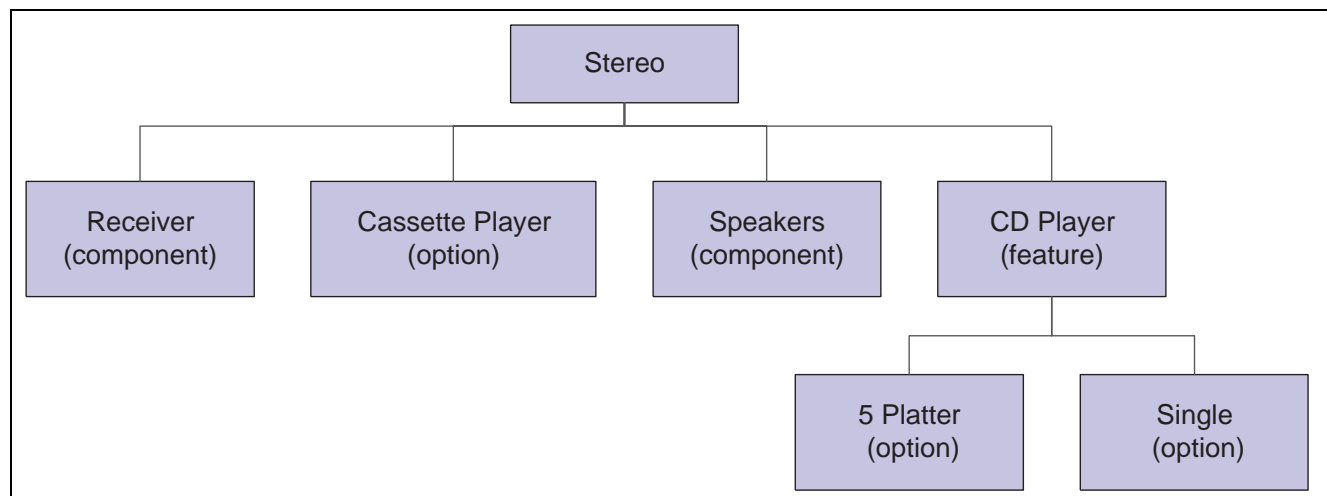 Stereo
Receiver
(component)
Cassette Player
(option)
Speakers
(component)
CD Player
(feature)
5 Platter
(option)
Single
(option)